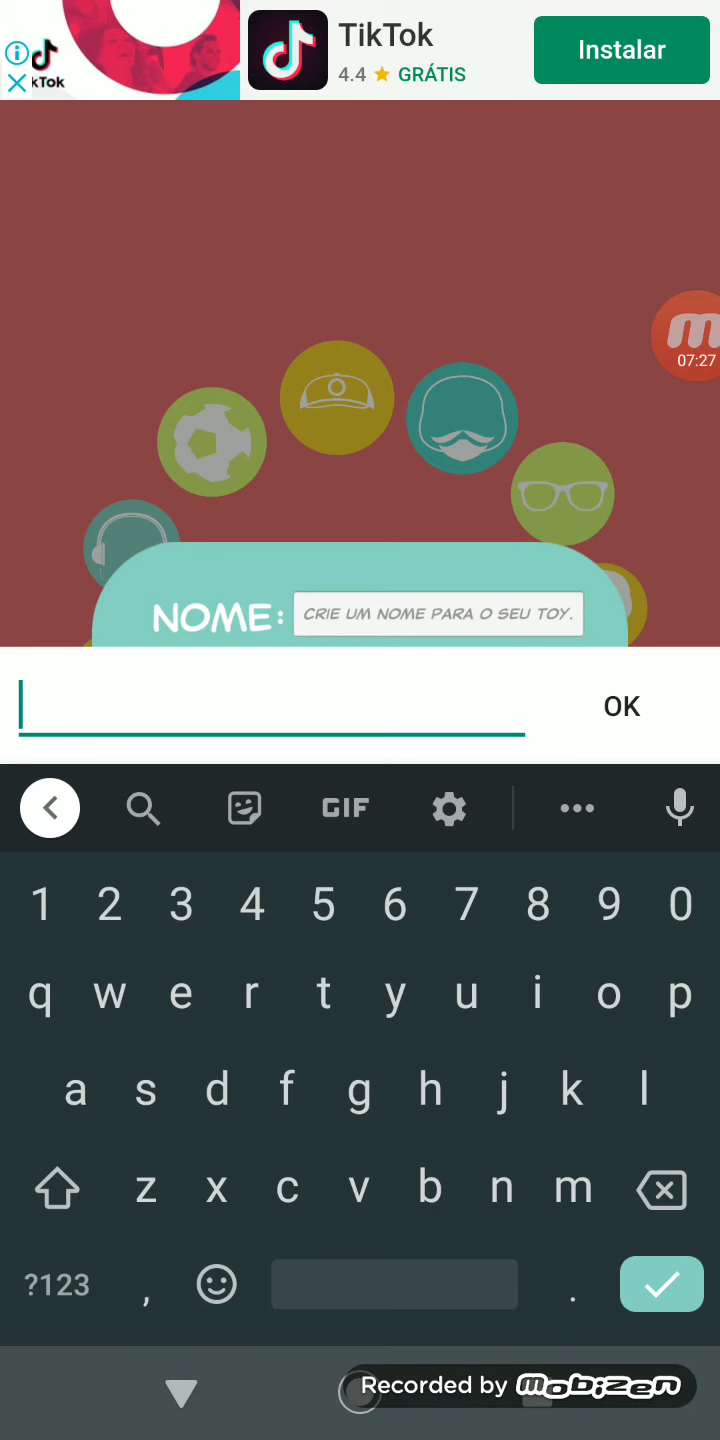 kTok
TikTok
4.4 ★ GRÁTIS
Instalar
07:27
NOME:
CRIE UM NOME PARA O SEU TOY.
OK
GIF
1 2 3 4 5 6 7 8 9 0
q w e r t y u i o p
a s d f g h j k l
z x c v b n m
?123 , .
Recorded by mobizen